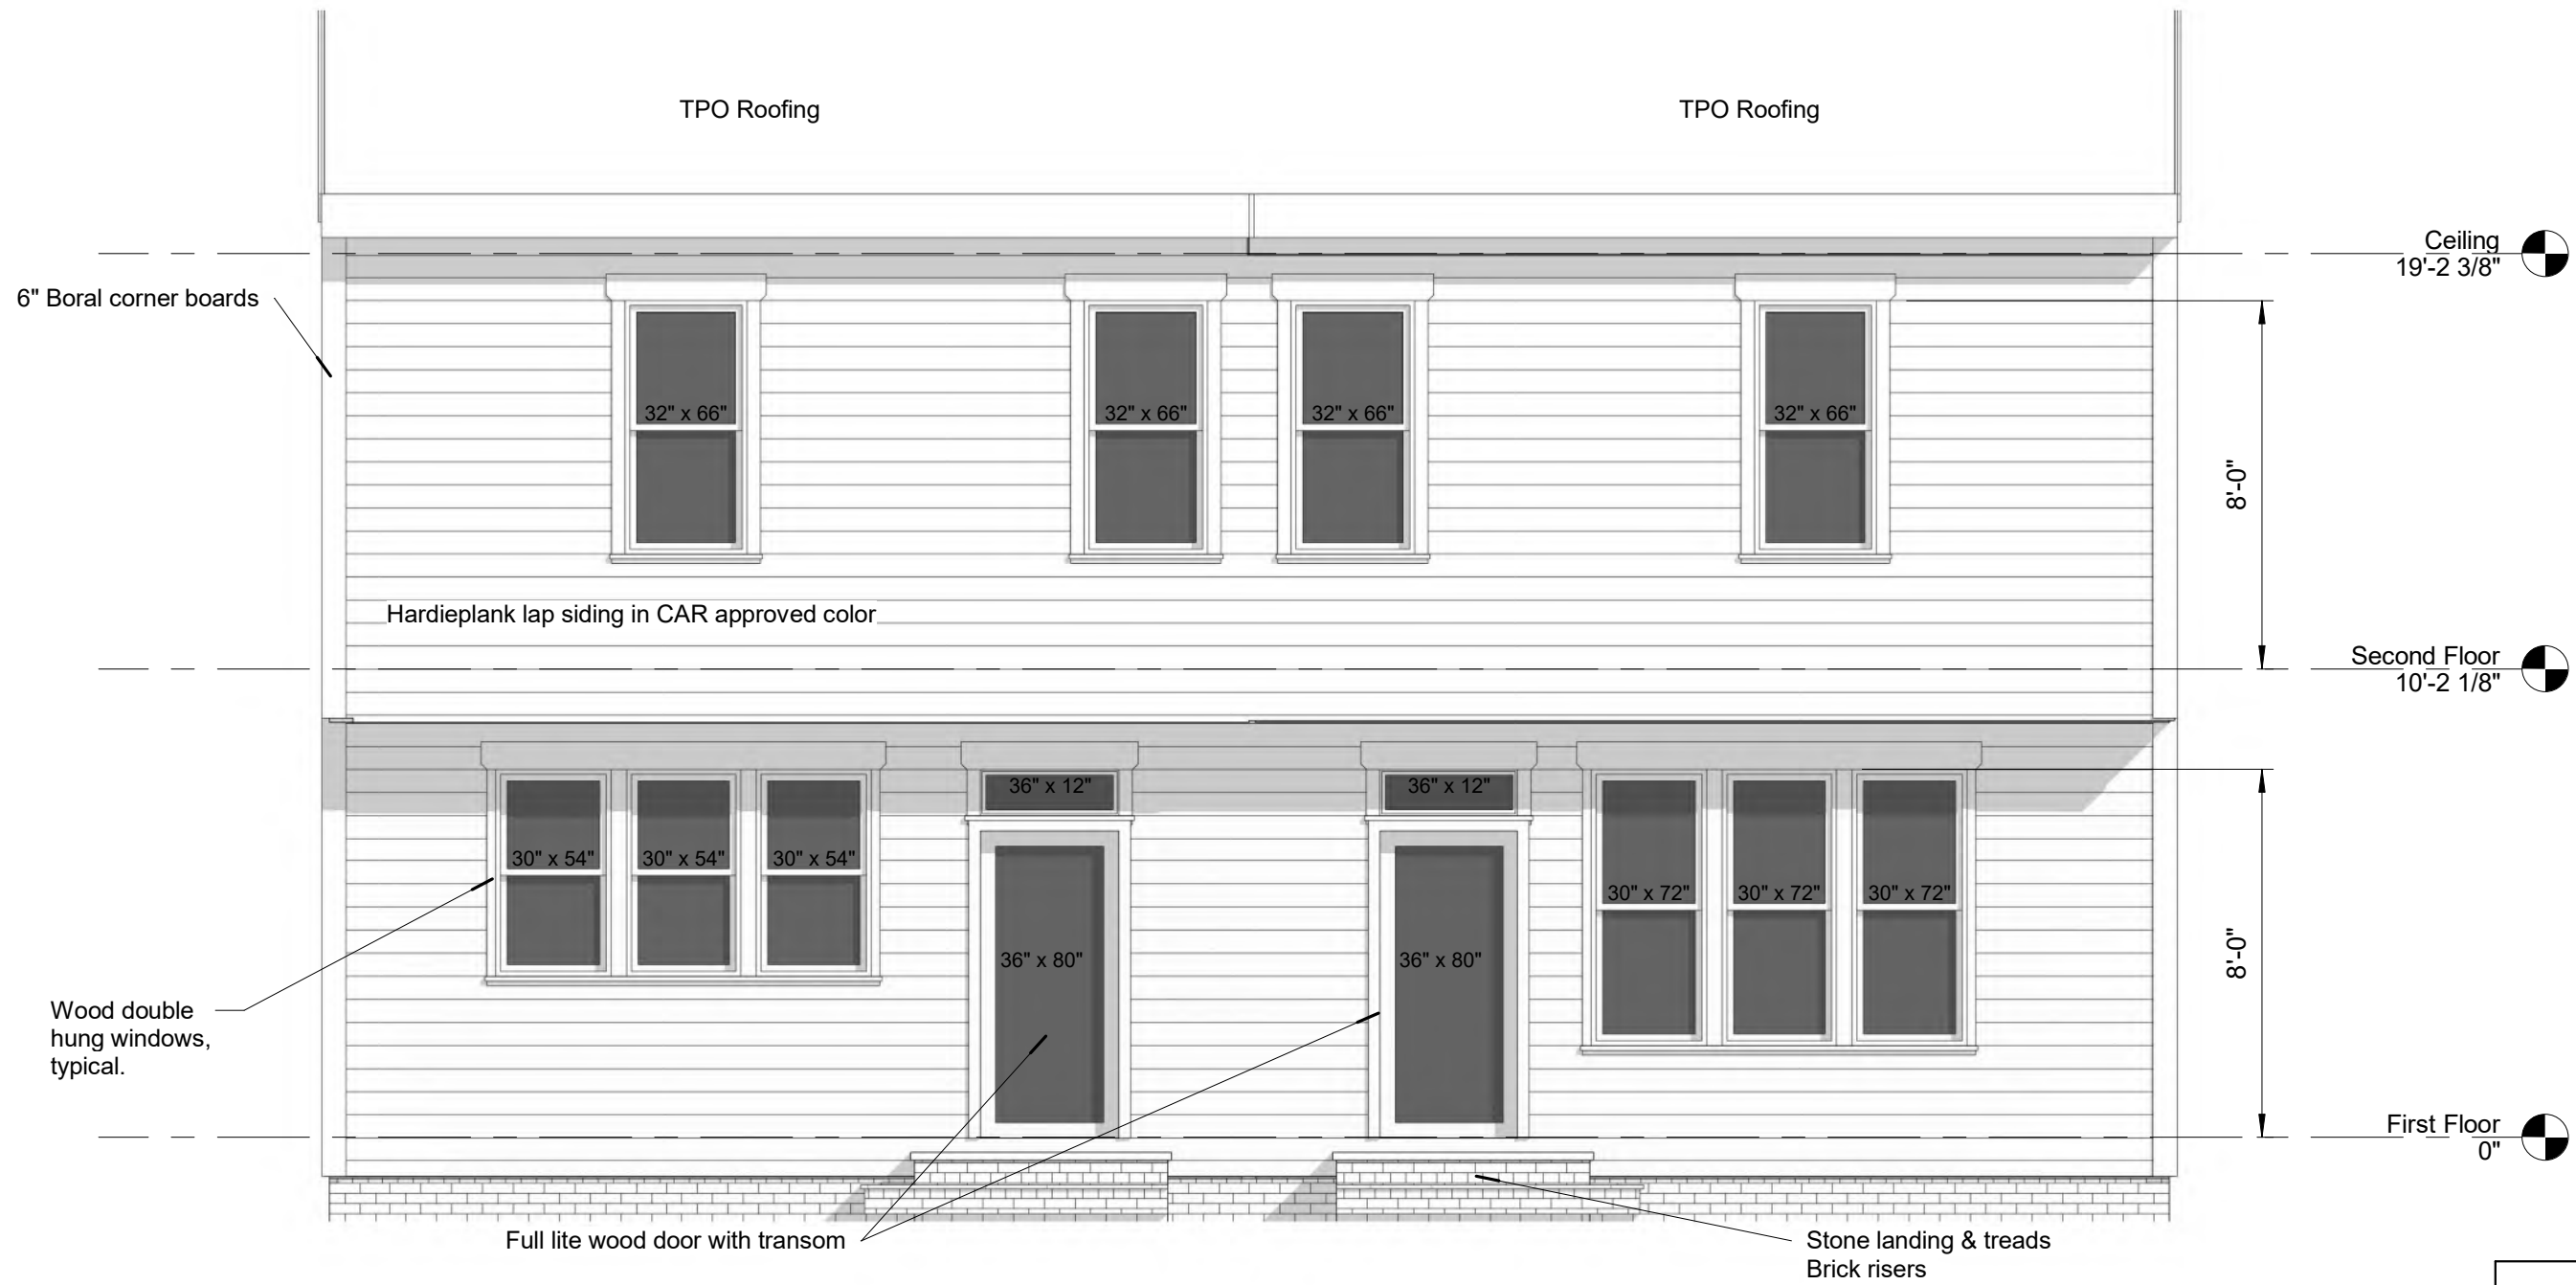 TPO Roofing
TPO Roofing
Ceiling
19'-2 3/8"
6" Boral corner boards
32" x 66"
32" x 66"
32" x 66"
32" x 66"
8'-0"
Hardieplank lap siding in CAR approved color
Second Floor
10'-2 1/8"
36" x 12"
36" x 12"
30" x 54"
30" x 54"
30" x 54"
30" x 72"
30" x 72"
30" x 72"
36" x 80"
36" x 80"
8'-0"
Wood double
hung windows,
typical.
First Floor
0"
Full lite wood door with transom
Stone landing & treads
Brick risers